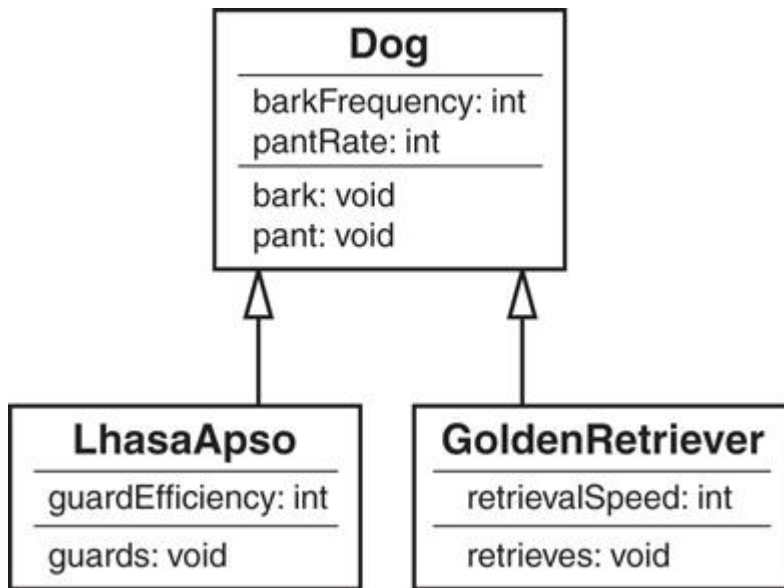 Dog
barkFrequency: int
pantRate: int
bark: void
pant: void
LhasaApso
guardEfficiency: int
guards: void
GoldenRetriever
retrievalSpeed: int
retrieves: void